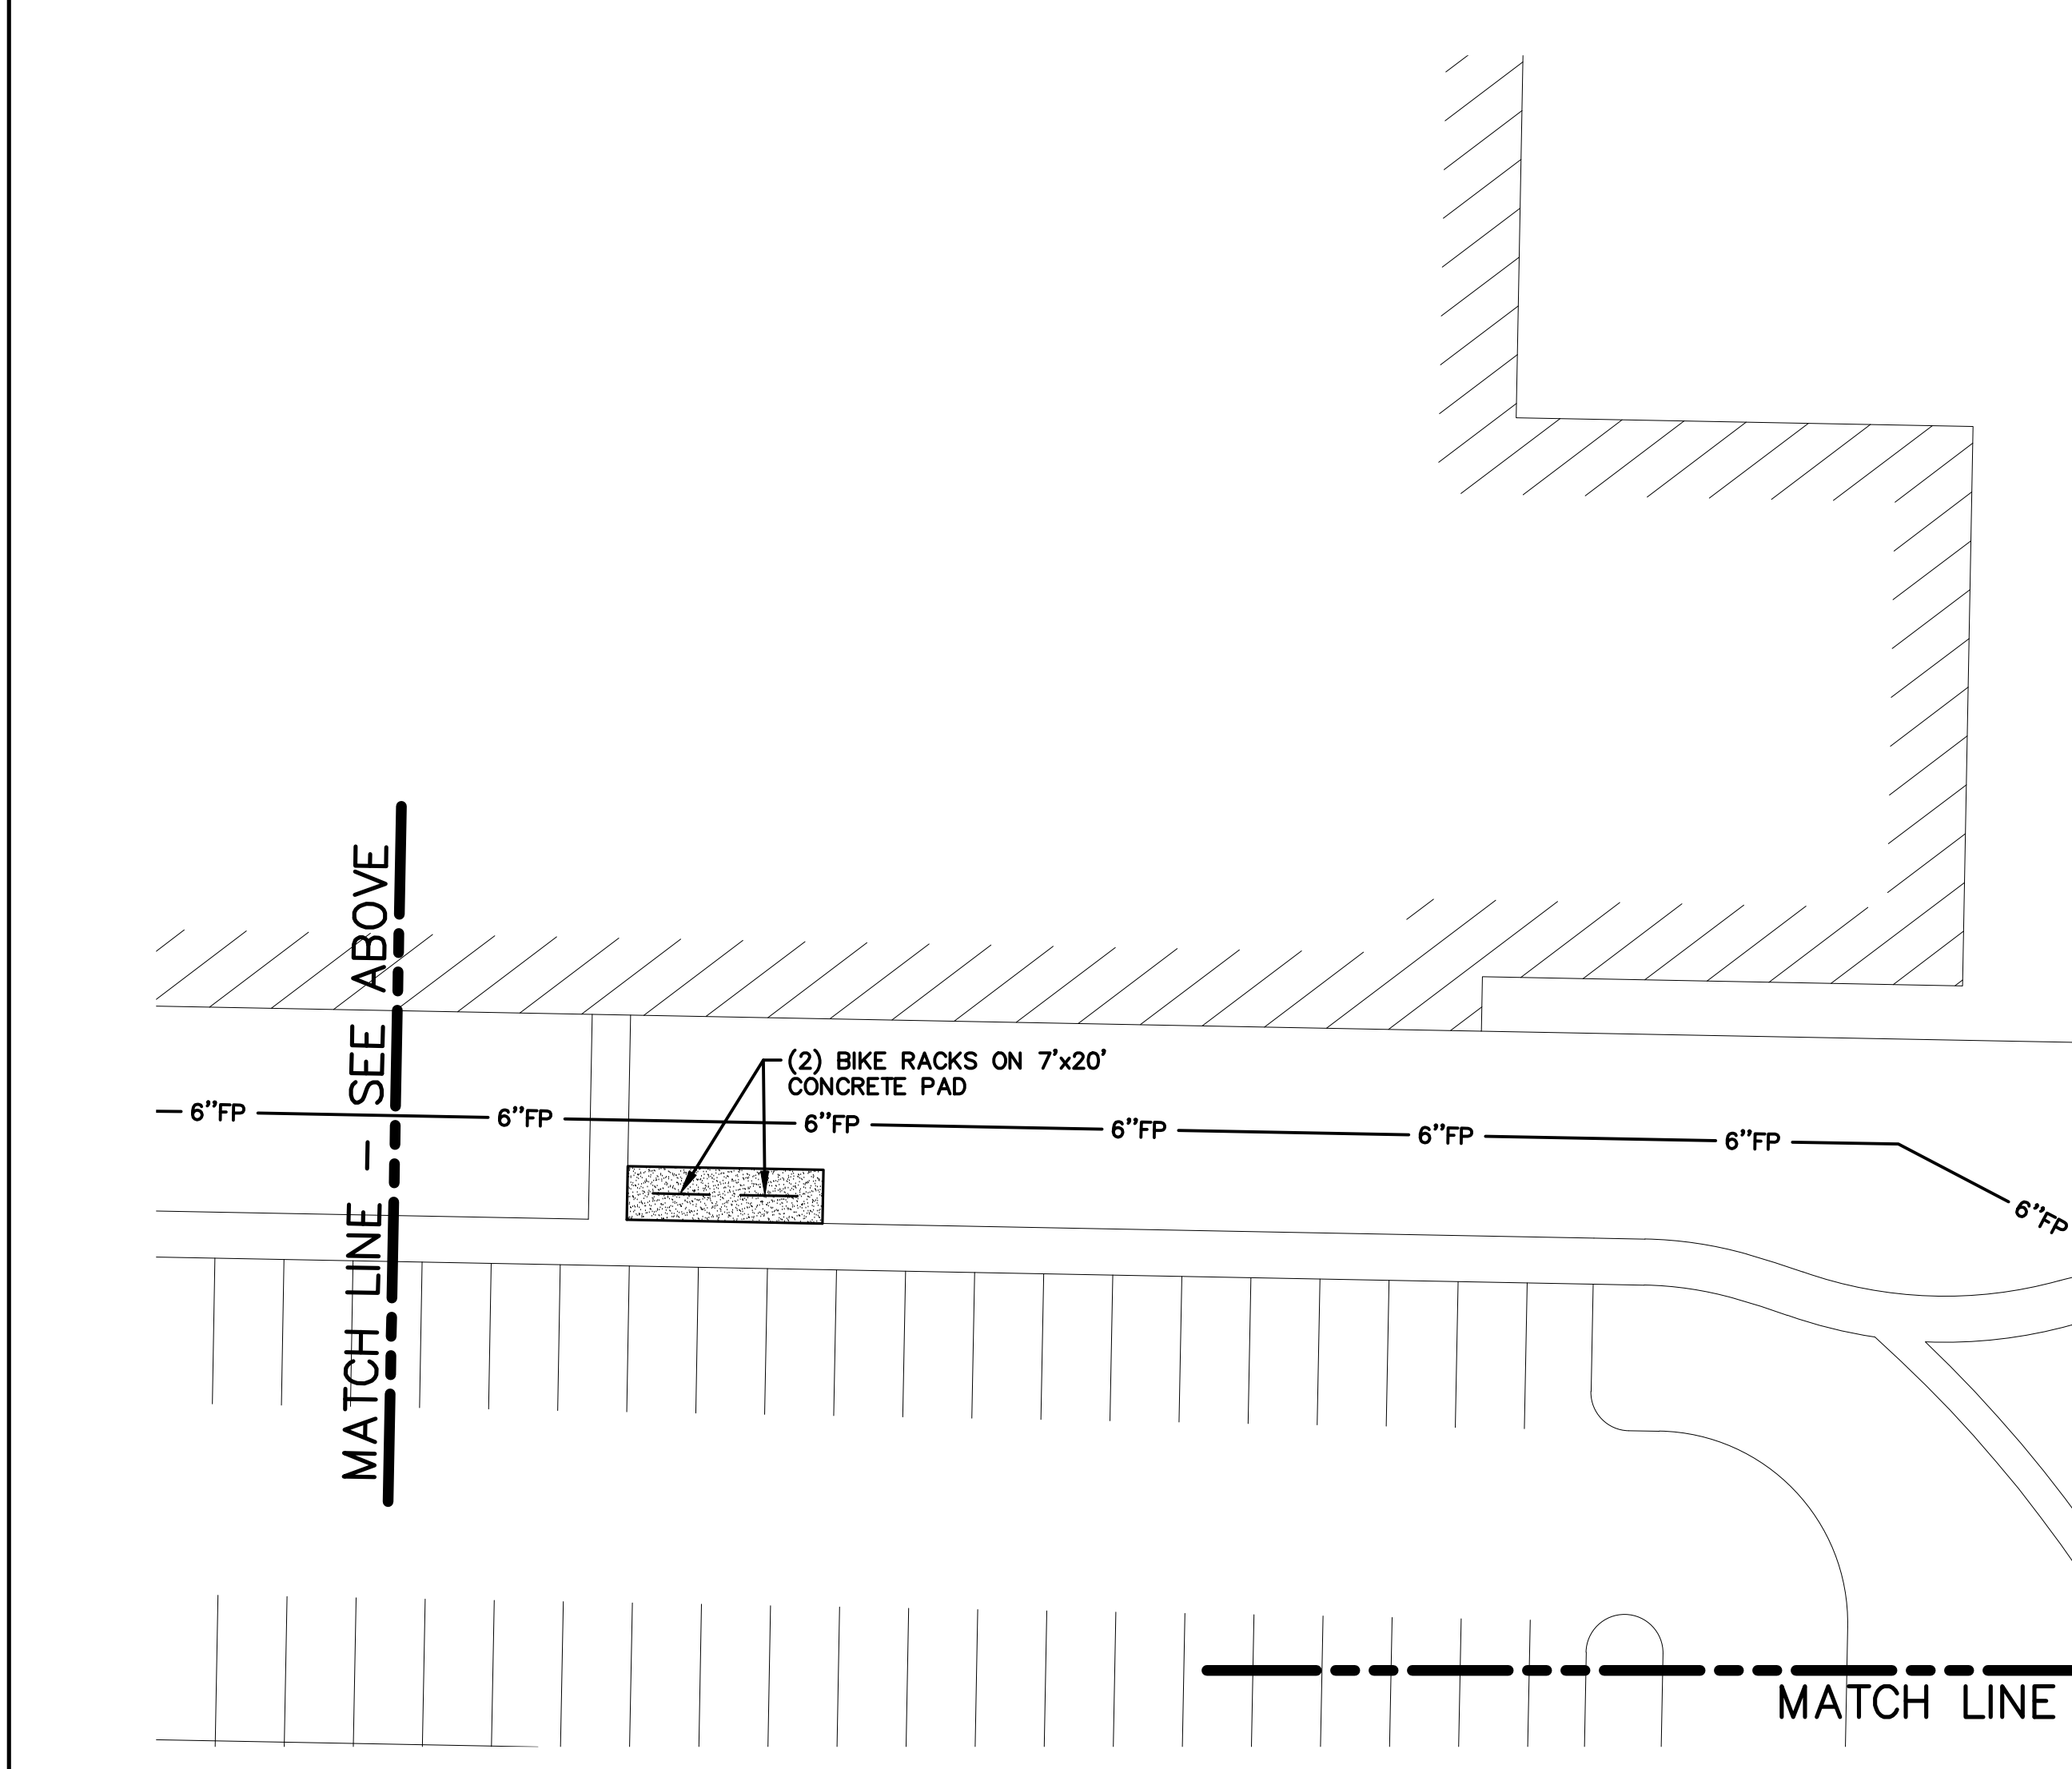 MATCH LINE - SEE ABOVE
(2) BIKE RACKS ON 7'x20'
CONCRETE PAD
6"FP
6"FP
6"FP
6"FP
6"FP
6"FP
6"FP
MATCH LINE